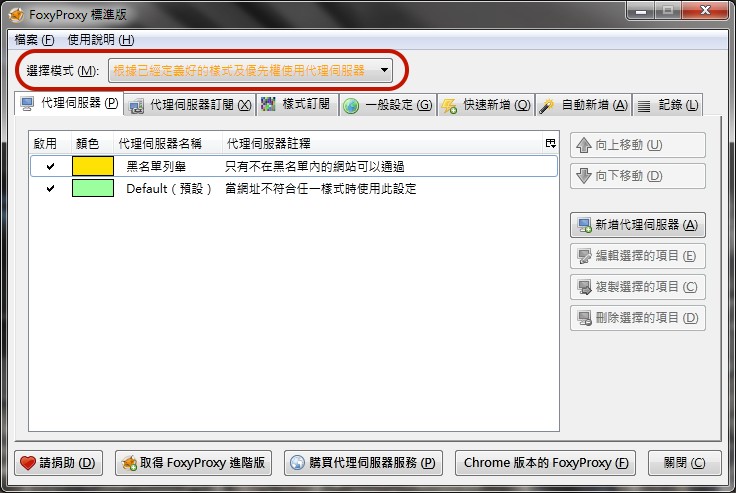 FoxyProxy 標準版
檔案 (F) 使用說明 (H)
選擇模式 (M): 根據已經定義好的樣式及優先權使用代理伺服器
代理伺服器 (P) 代理伺服器訂閱 (X) 樣式訂閱 一般設定 (G) 快速新增 (Q) 自動新增 (A) 記錄 (L)
啟用 顏色 代理伺服器名稱 代理伺服器註釋
黑名單列舉 只有不在黑名單內的網站可以通過
Default（預設） 當網址不符合任一樣式時使用此設定
向上移動 (U)
向下移動 (D)
新增代理伺服器 (A)
編輯選擇的項目 (E)
複製選擇的項目 (C)
刪除選擇的項目 (D)
請捐助 (D) 取得 FoxyProxy 進階版 購買代理伺服器服務 (P) Chrome 版本的 FoxyProxy (F) 關閉 (C)